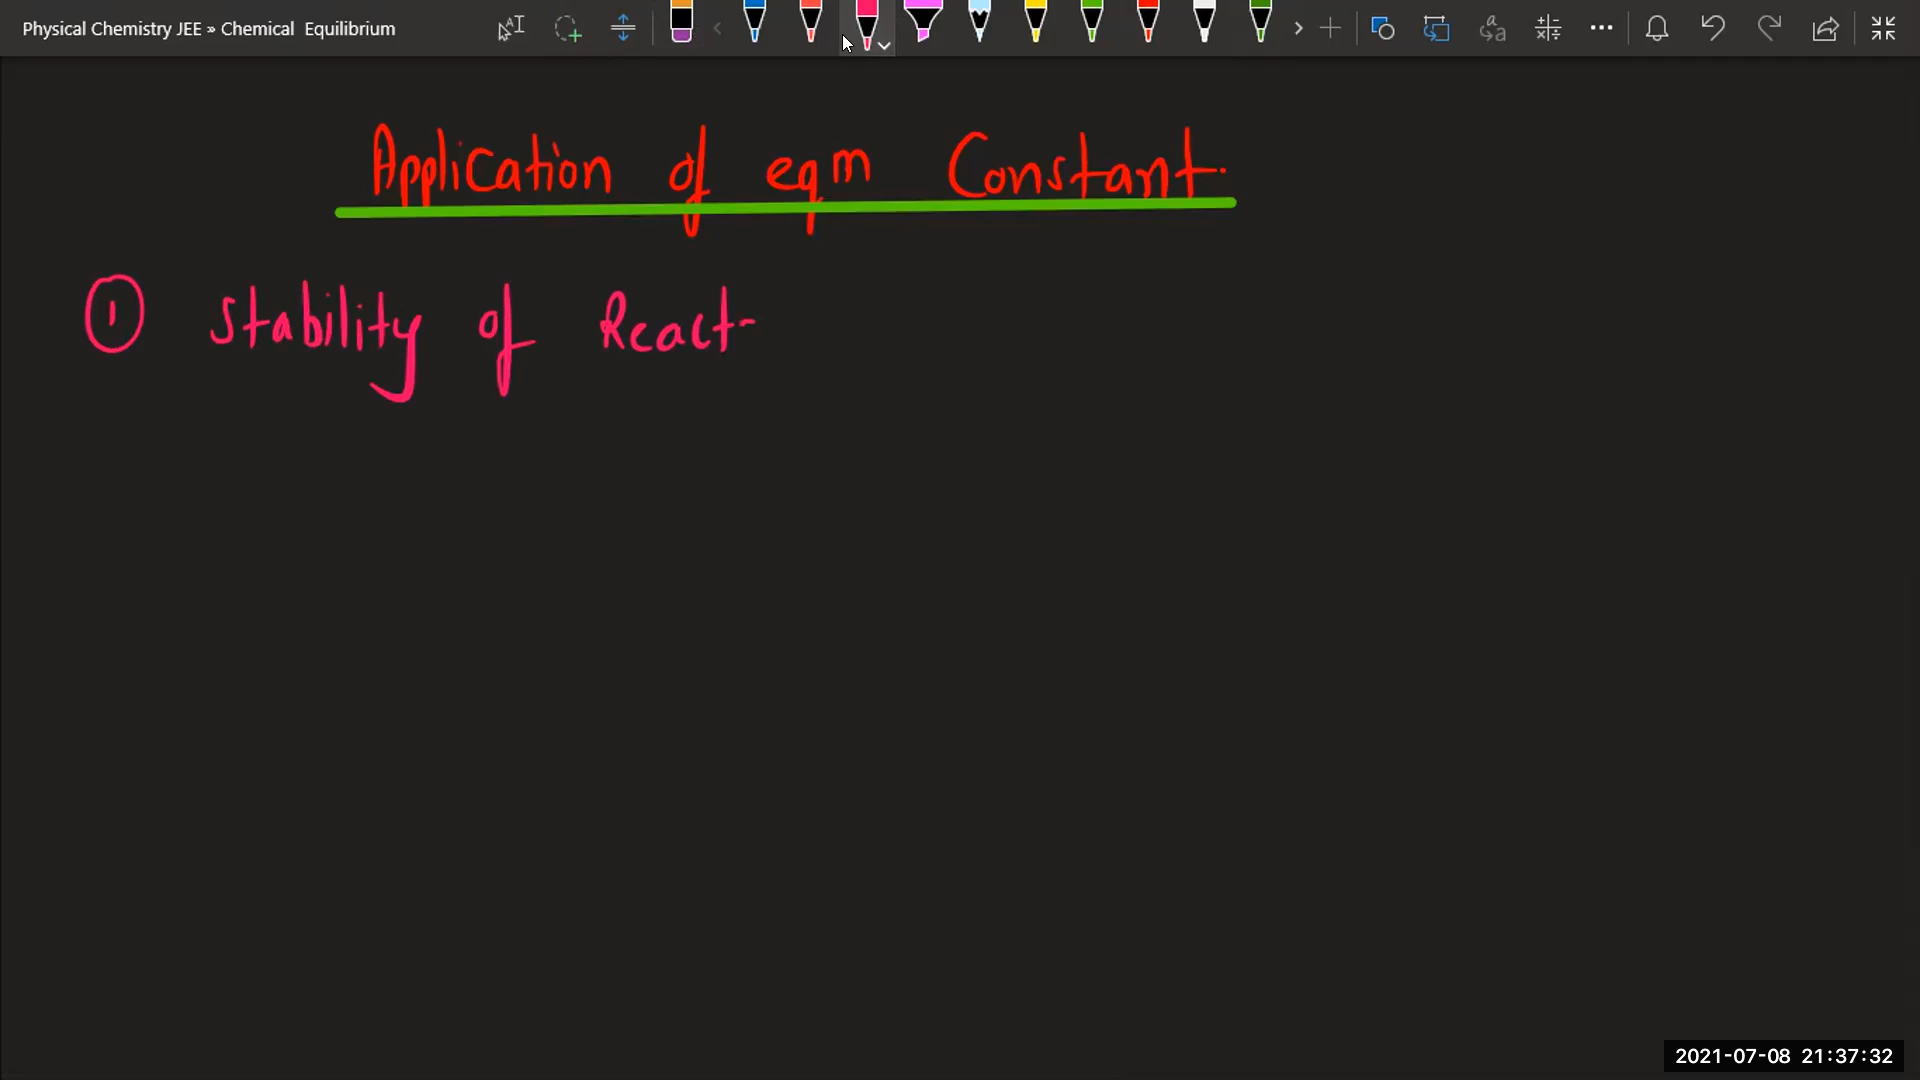 Physical Chemistry JEE » Chemical Equilibrium
Application of eqm Constant.
① Stability of React-
2021-07-08 21:37:32